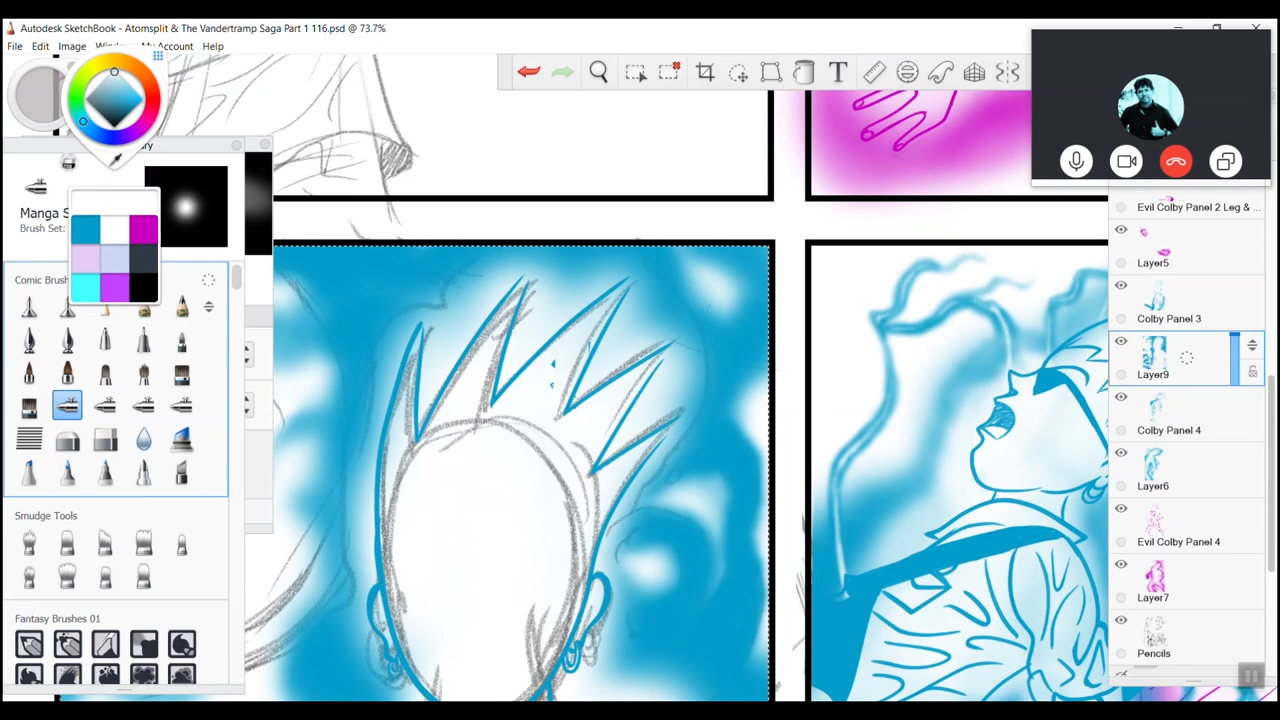 Autodesk SketchBook - Atomsplit & The Vandertramp Saga Part 1 116.psd @ 73.7%
File Edit Image My Account Help
Manga S
Brush Set:
Comic Brush
Smudge Tools
Fantasy Brushes 01
Evil Colby Panel 2 Leg & ...
Layer5
Colby Panel 3
Layer9
Colby Panel 4
Layer6
Evil Colby Panel 4
Layer7
Pencils